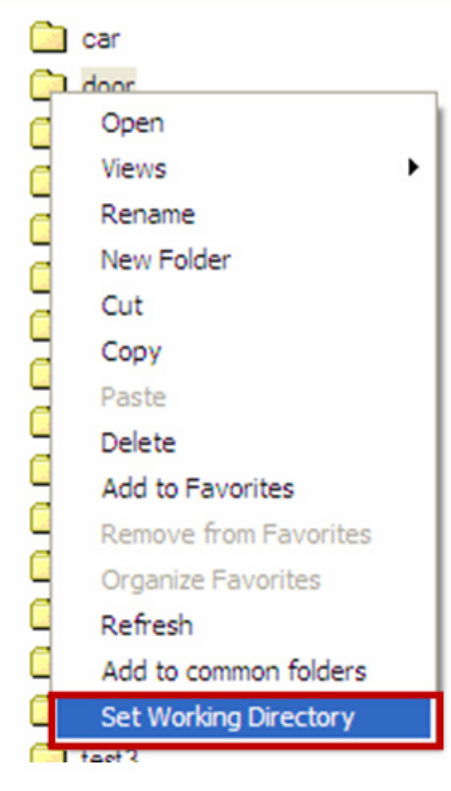 car
door
Open
Views
Rename
New Folder
Cut
Copy
Paste
Delete
Add to Favorites
Remove from Favorites
Organize Favorites
Refresh
Add to common folders
Set Working Directory
test3